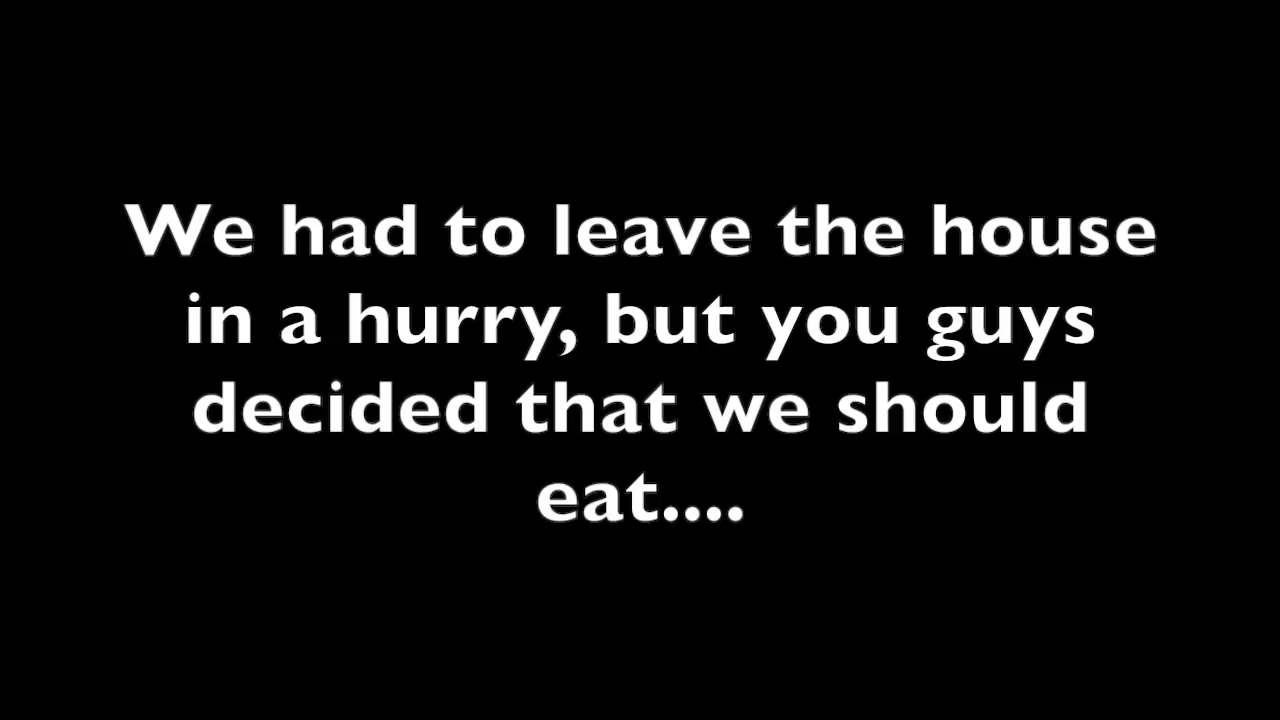 We had to leave the house
in a hurry, but you guys
decided that we should
eat....